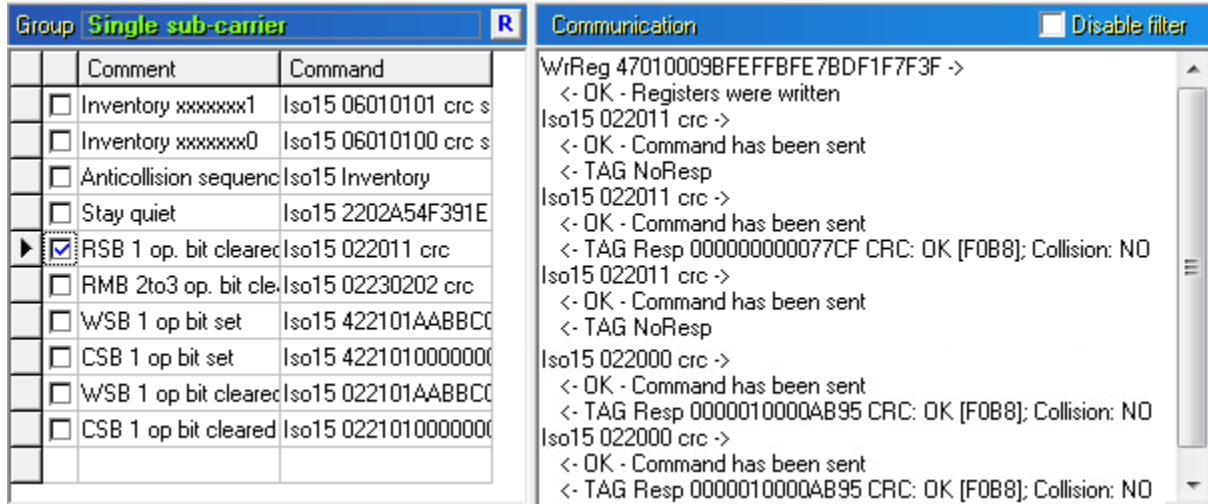 Group Single sub-carrier R
Comment Command
Inventory xxxxxxx1 Iso15 06010101 crc s
Inventory xxxxxxx0 Iso15 06010100 crc s
Anticollision sequenc Iso15 Inventory
Stay quiet Iso15 2202A54F391E
RSB 1 op. bit cleared Iso15 022011 crc
RMB 2to3 op. bit cle Iso15 02230202 crc
WSB 1 op bit set Iso15 422101AABBCC
CSB 1 op bit set Iso15 42210100000000
WSB 1 op bit cleared Iso15 022101AABBCC
CSB 1 op bit cleared Iso15 02210100000000
Communication Disable filter
WrReg 47010009BFEFFBFE7BDF1F7F3F ->
<- OK - Registers were written
Iso15 022011 crc ->
<- OK - Command has been sent
<- TAG NoResp
Iso15 022011 crc ->
<- OK - Command has been sent
<- TAG Resp 000000000077CF CRC: OK [F0B8]; Collision: NO
Iso15 022011 crc ->
<- OK - Command has been sent
<- TAG NoResp
Iso15 022000 crc ->
<- OK - Command has been sent
<- TAG Resp 0000010000AB95 CRC: OK [F0B8]; Collision: NO
Iso15 022000 crc ->
<- OK - Command has been sent
<- TAG Resp 0000010000AB95 CRC: OK [F0B8]; Collision: NO